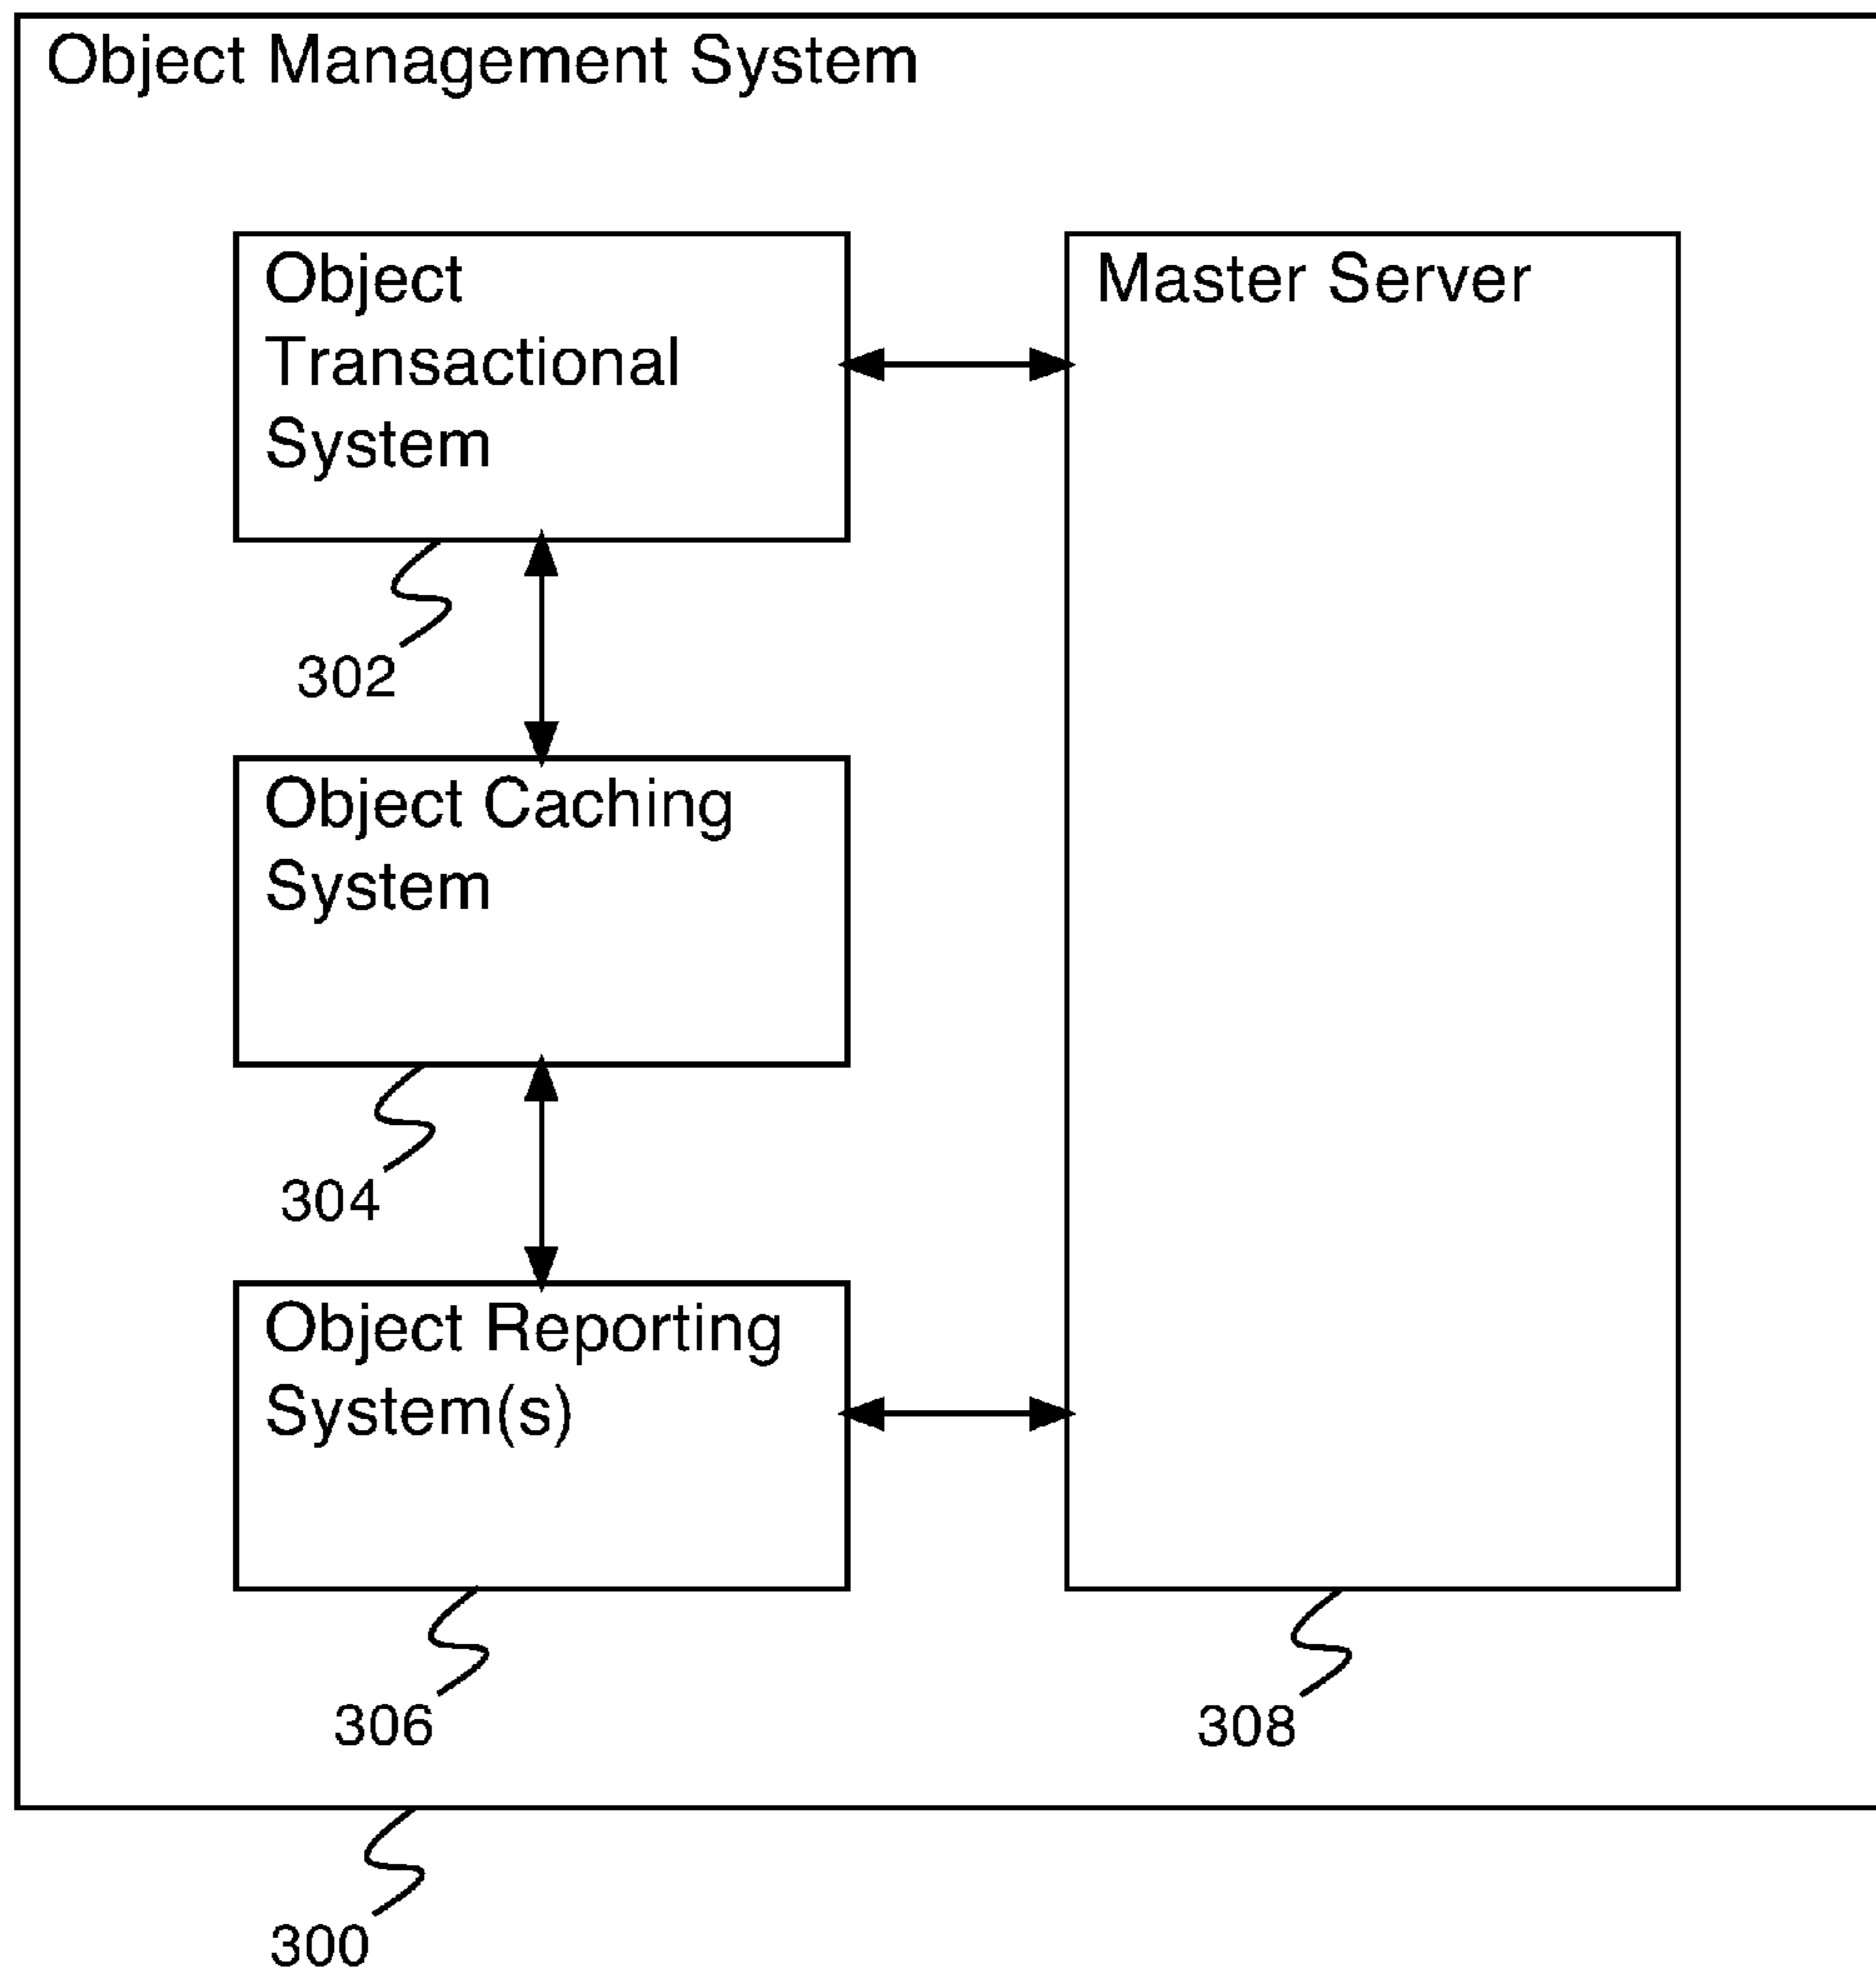 Object Management System
Object
Transactional
System
Master Server
302
Object Caching
System
304
Object Reporting
System(s)
306
308
300